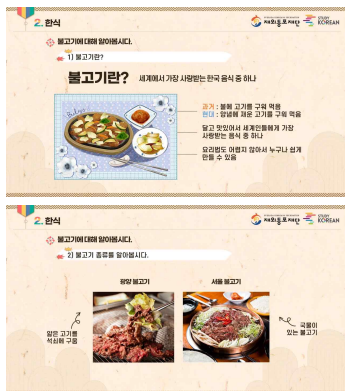 2. 한식
재외동포재단
STUDY KOREAN
불고기에 대해 알아봅시다.
1) 불고기란?
불고기란? 세계에서 가장 사랑받는 한국 음식 중 하나
과거 : 불에 고기를 구워 먹음
현대 : 양념에 재운 고기를 구워 먹음
달고 맛있어서 세계인들에게 가장
사랑받는 음식 중 하나
요리법도 어렵지 않아서 누구나 쉽게
만들 수 있음
2. 한식
재외동포재단
STUDY KOREAN
불고기에 대해 알아봅시다.
2) 불고기 종류를 알아봅시다.
광양 불고기
서울 불고기
얇은 고기를
석쇠에 구움
국물이
있는 불고기